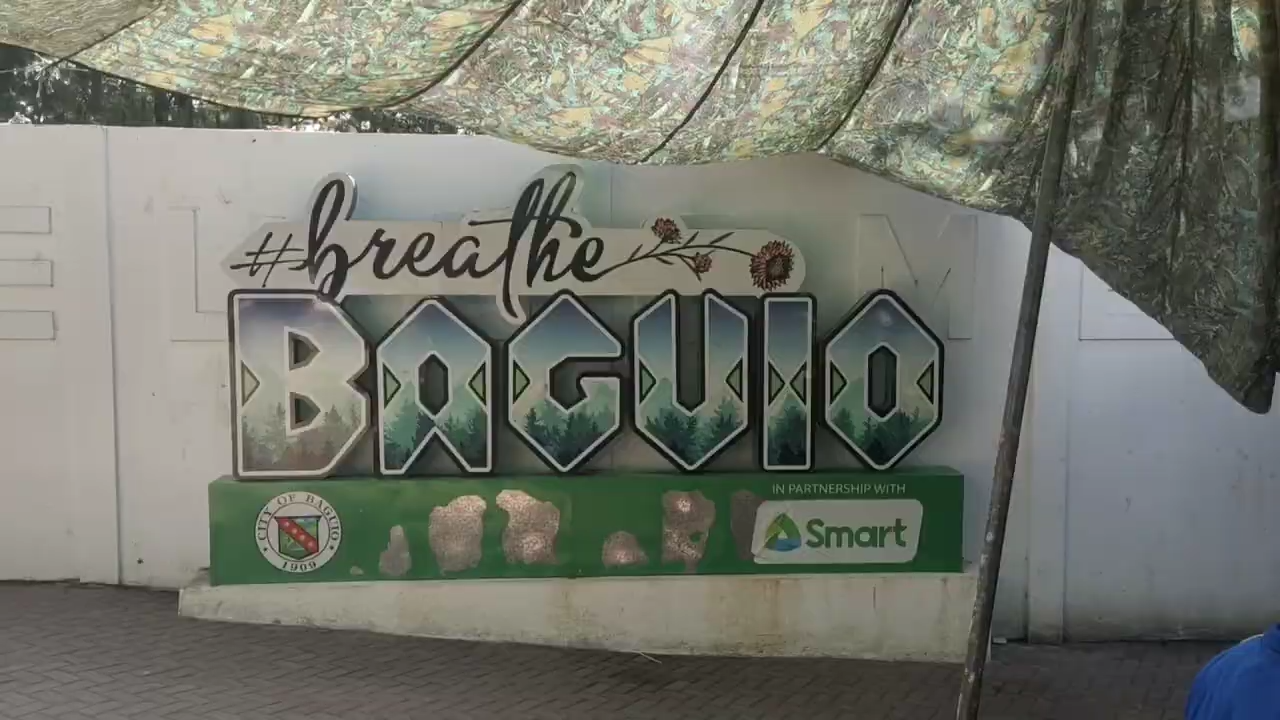 #breathe
BAGUIO
CITY OF BAGUIO
1909
IN PARTNERSHIP WITH
Smart